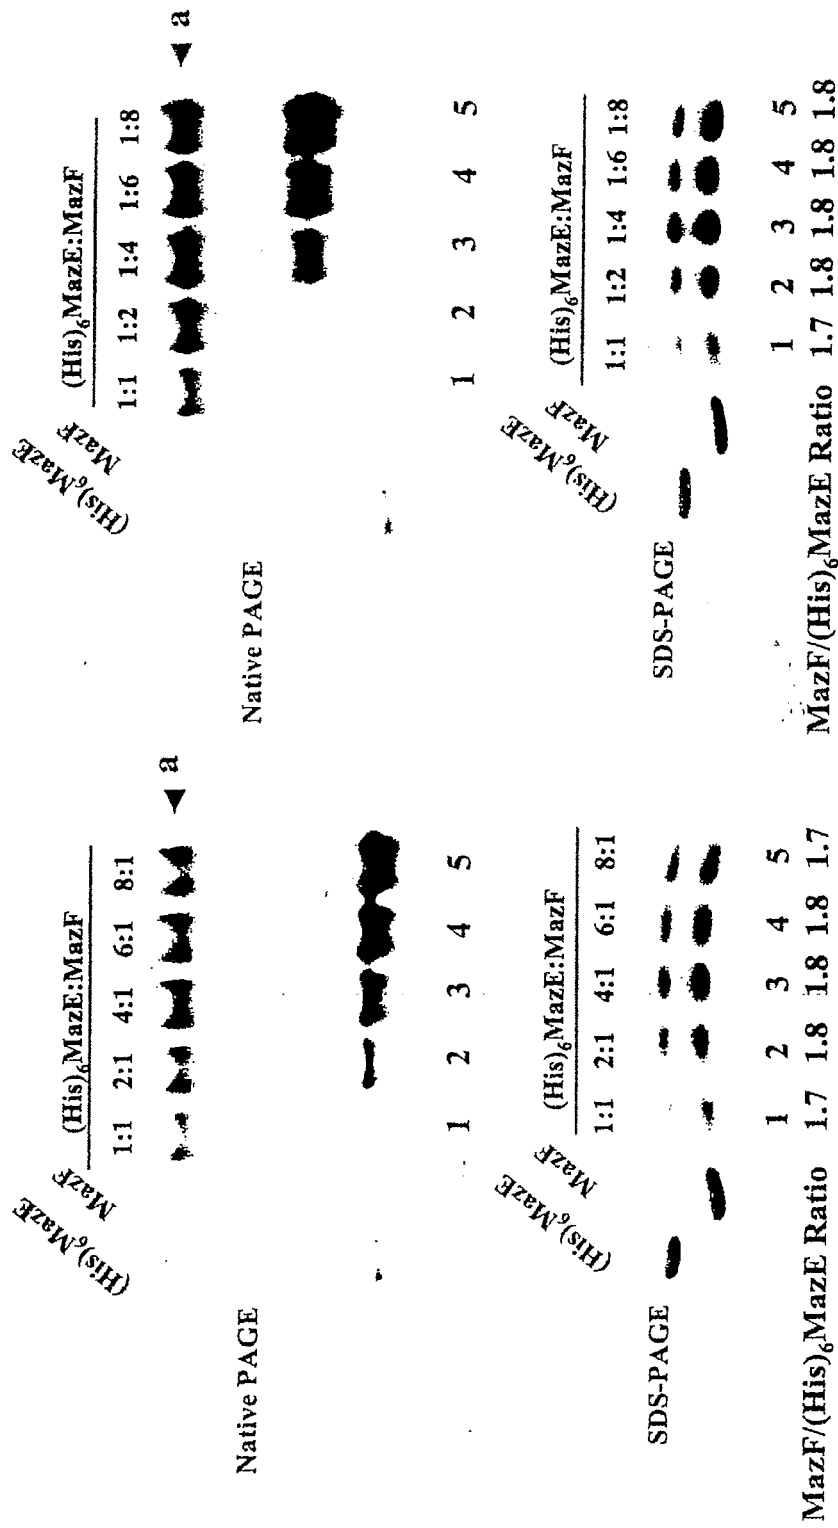 (His)6MazE
MazF
(His)6MazE:MazF
1:1 2:1 4:1 6:1 8:1
a
Native PAGE
1 2 3 4 5
(His)6MazE
MazF
(His)6MazE:MazF
1:1 2:1 4:1 6:1 8:1
SDS-PAGE
1 2 3 4 5
MazF/(His)6MazE Ratio 1.7 1.8 1.8 1.8 1.7
(His)6MazE
MazF
(His)6MazE:MazF
1:1 1:2 1:4 1:6 1:8
a
Native PAGE
1 2 3 4 5
(His)6MazE
MazF
(His)6MazE:MazF
1:1 1:2 1:4 1:6 1:8
SDS-PAGE
1 2 3 4 5
MazF/(His)6MazE Ratio 1.7 1.8 1.8 1.8 1.8